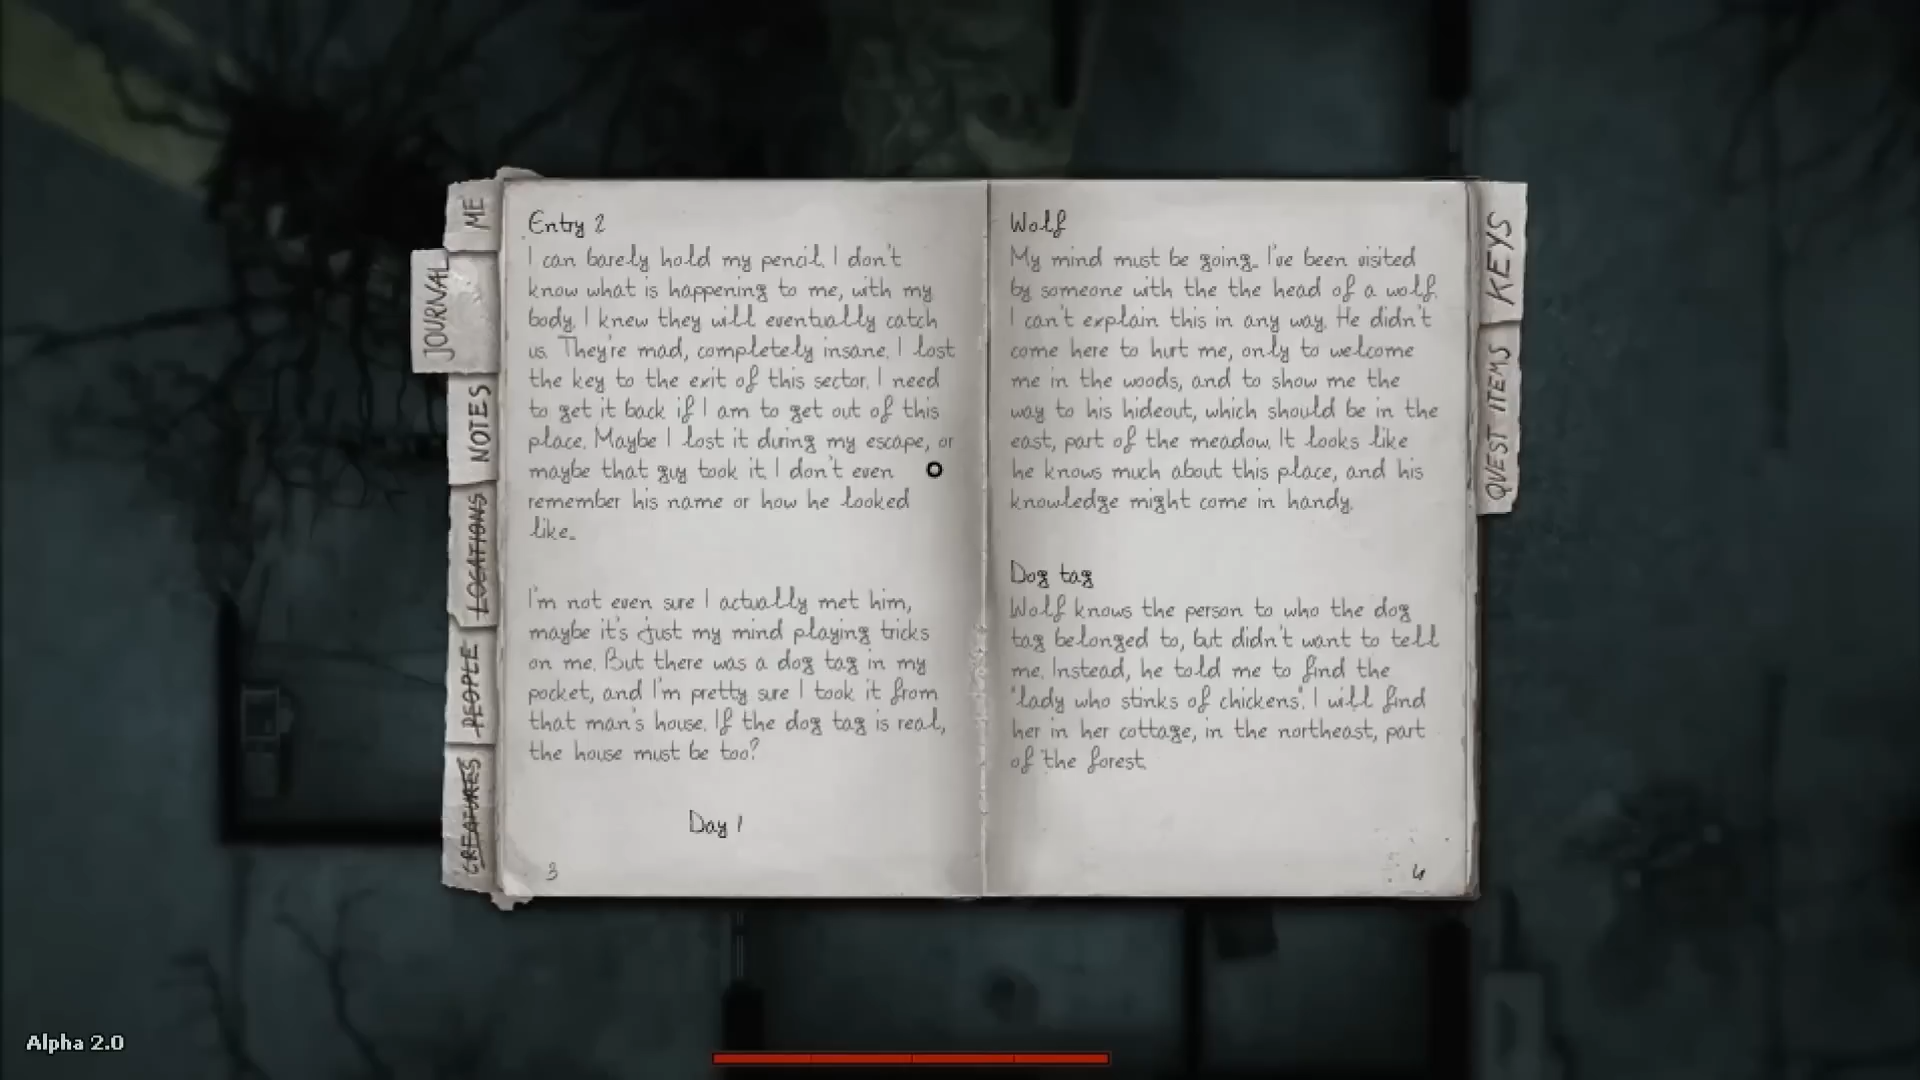 ME
JOURNAL
NOTES
LOCATIONS
PEOPLE
CREATURES
Entry 2
I can barely hold my pencil. I don't
know what is happening to me, with my
body. I knew they will eventually catch
us. They're mad, completely insane. I lost
the key to the exit of this sector. I need
to get it back if I am to get out of this
place. Maybe I lost it during my escape, or
maybe that guy took it. I don't even
remember his name or how he looked
like..
I'm not even sure I actually met him,
maybe it's just my mind playing tricks
on me. But there was a dog tag in my
pocket, and I'm pretty sure I took it from
that man's house. If the dog tag is real,
the house must be too?
Day 1
3
Wolf
My mind must be going.. I've been visited
by someone with the the head of a wolf.
I can't explain this in any way. He didn't
come here to hurt me, only to welcome
me in the woods, and to show me the
way to his hideout, which should be in the
east, part of the meadow. It looks like
he knows much about this place, and his
knowledge might come in handy.
Dog tag
Wolf knows the person to who the dog
tag belonged to, but didn't want to tell
me. Instead, he told me to find the
"lady who stinks of chickens". I will find
her in her cottage, in the northeast, part
of the forest.
4
KEYS
QUEST ITEMS
Alpha 2.0